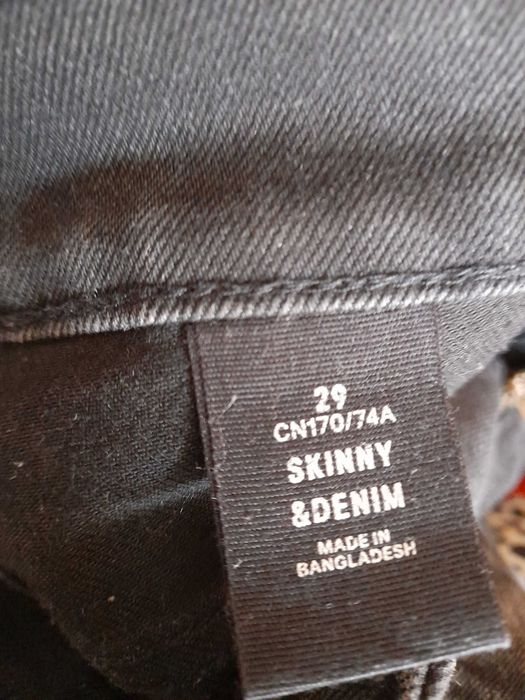 29
CN170/74A
SKINNY
&DENIM
MADE IN
BANGLADESH